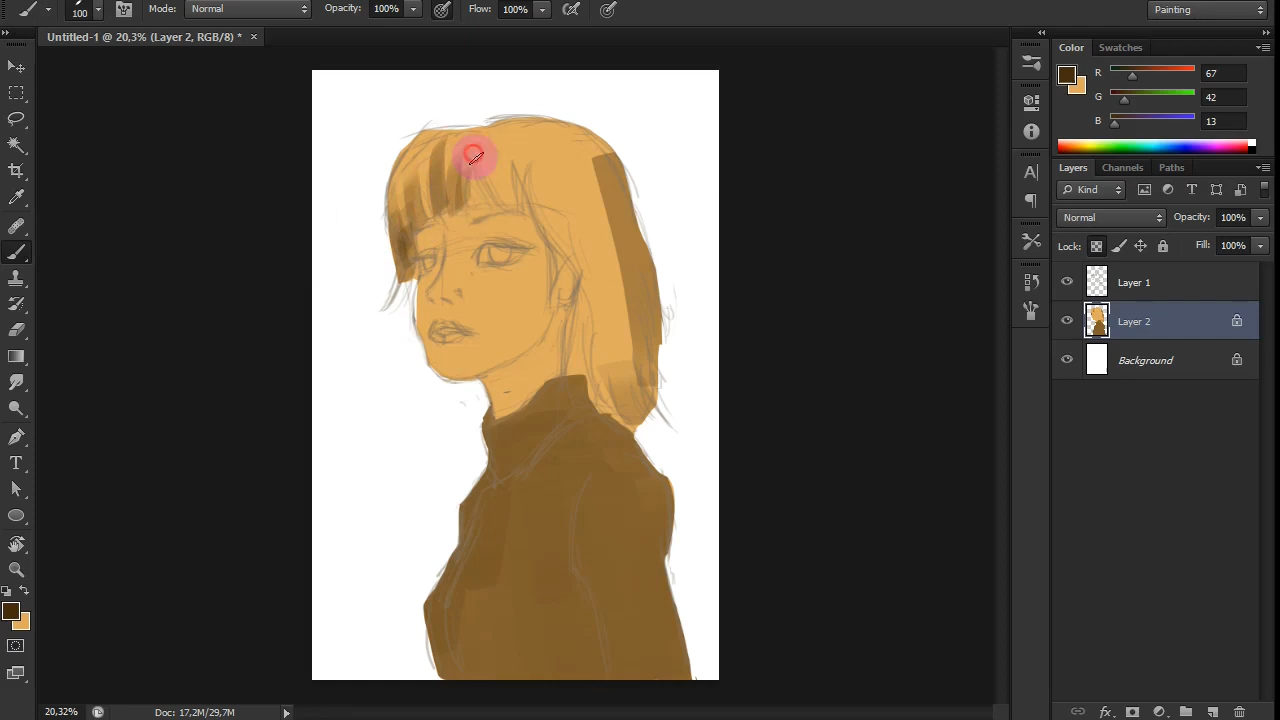 100 Mode: Normal Opacity: 100% Flow: 100% Painting
Untitled-1 @ 20,3% (Layer 2, RGB/8) * ×
Color Swatches
R 67
G 42
B 13
Layers Channels Paths
Kind
Normal Opacity: 100%
Lock: Fill: 100%
Layer 1
Layer 2
Background
20,32% Doc: 17,2M/29,7M